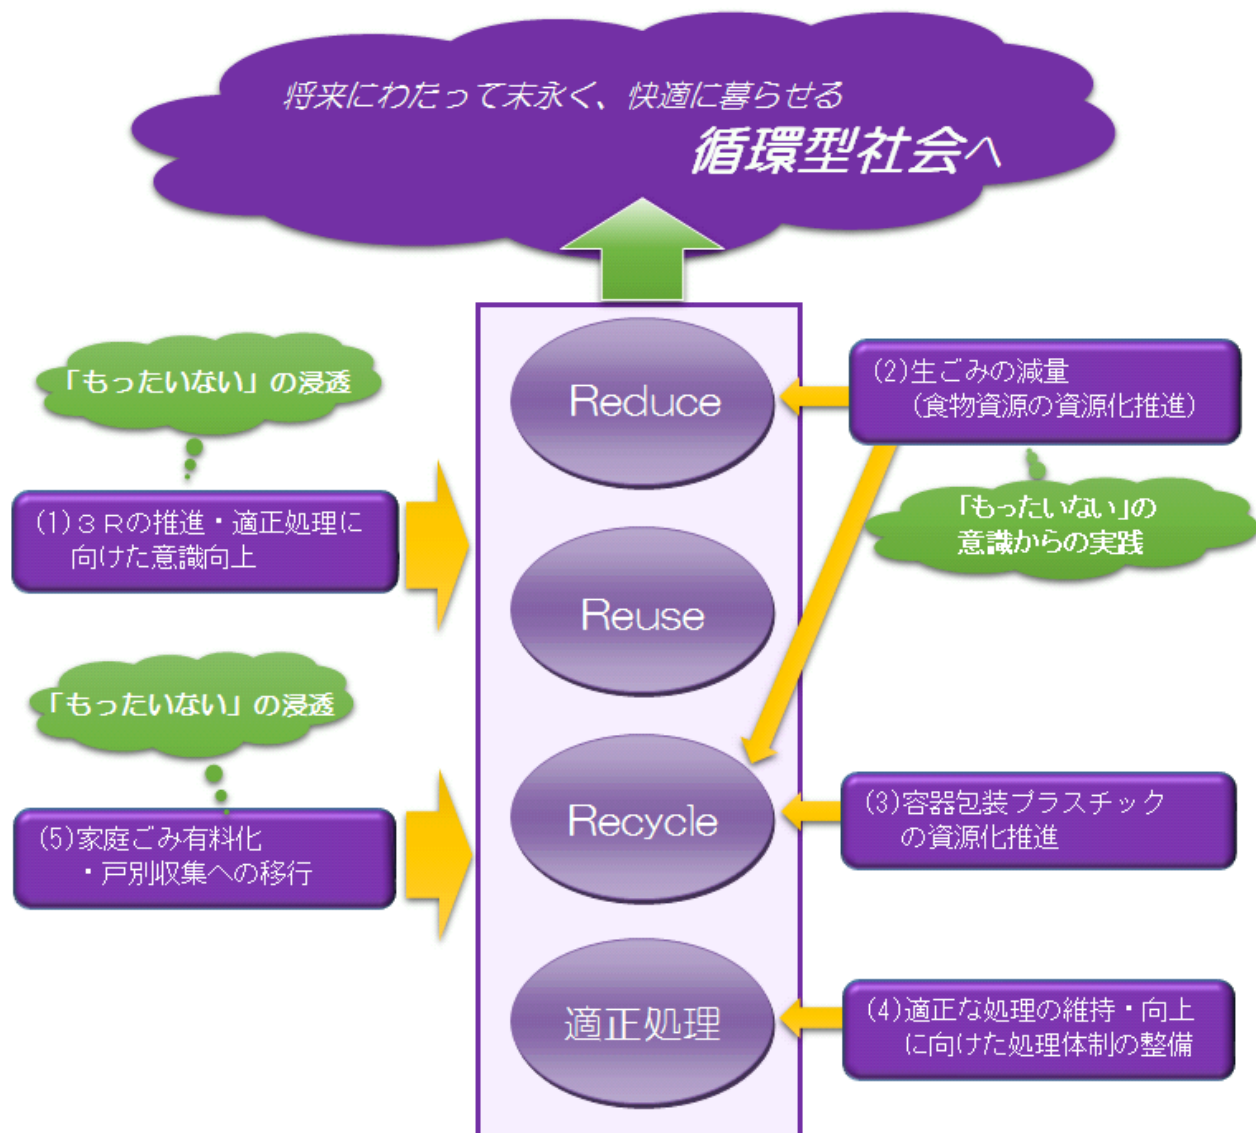 将来にわたって末永く、快適に暮らせる
循環型社会へ
「もったいない」の浸透
(1)３Ｒの推進・適正処理に
向けた意識向上
「もったいない」の浸透
(5)家庭ごみ有料化
・戸別収集への移行
Reduce
Reuse
Recycle
適正処理
(2)生ごみの減量
（食物資源の資源化推進）
「もったいない」の
意識からの実践
(3)容器包装プラスチック
の資源化推進
(4)適正な処理の維持・向上
に向けた処理体制の整備